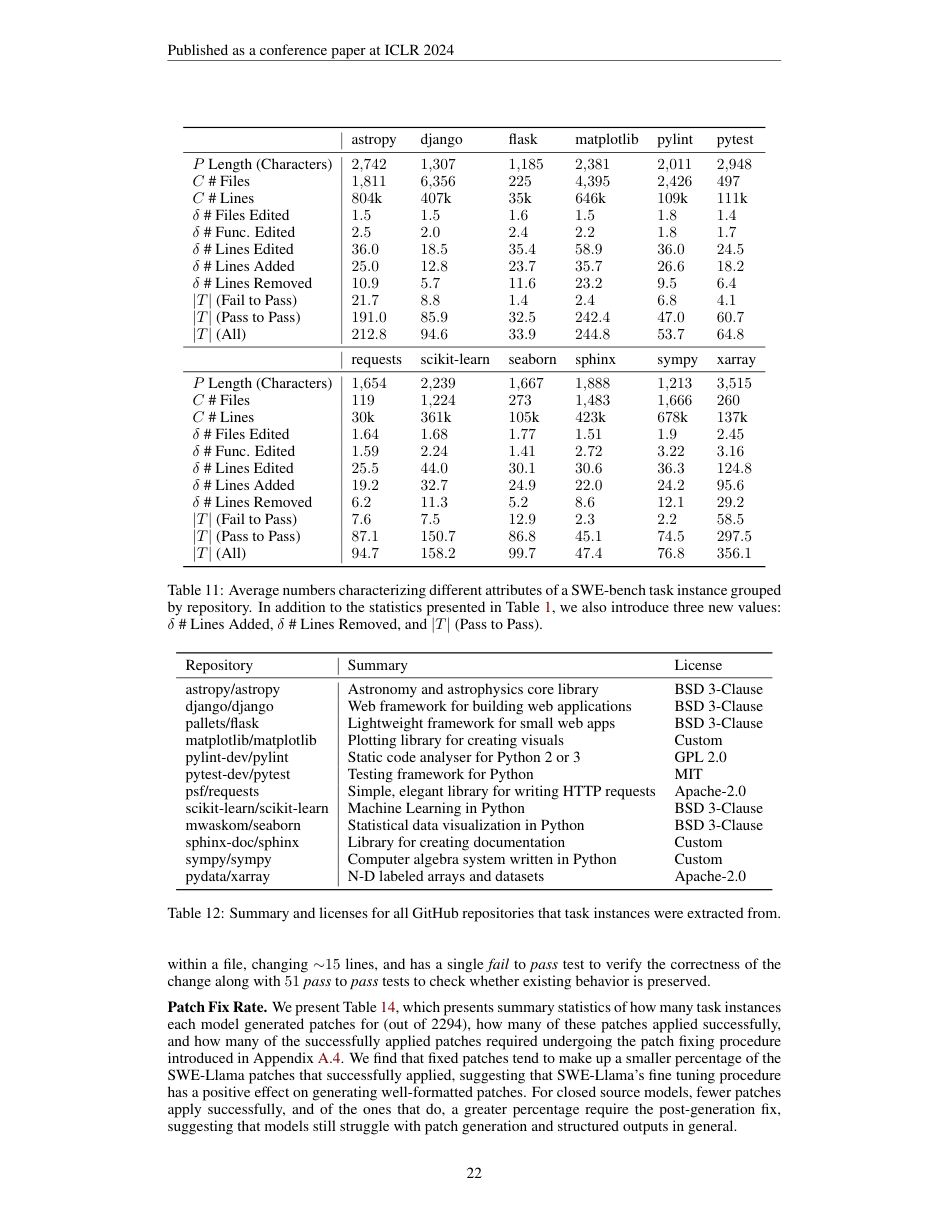 Published as a conference paper at ICLR 2024
astropy django flask matplotlib pylint pytest
P Length (Characters) 2,742 1,307 1,185 2,381 2,011 2,948
C # Files 1,811 6,356 225 4,395 2,426 497
C # Lines 804k 407k 35k 646k 109k 111k
δ # Files Edited 1.5 1.5 1.6 1.5 1.8 1.4
δ # Func. Edited 2.5 2.0 2.4 2.2 1.8 1.7
δ # Lines Edited 36.0 18.5 35.4 58.9 36.0 24.5
δ # Lines Added 25.0 12.8 23.7 35.7 26.6 18.2
δ # Lines Removed 10.9 5.7 11.6 23.2 9.5 6.4
|T| (Fail to Pass) 21.7 8.8 1.4 2.4 6.8 4.1
|T| (Pass to Pass) 191.0 85.9 32.5 242.4 47.0 60.7
|T| (All) 212.8 94.6 33.9 244.8 53.7 64.8
requests scikit-learn seaborn sphinx sympy xarray
P Length (Characters) 1,654 2,239 1,667 1,888 1,213 3,515
C # Files 119 1,224 273 1,483 1,666 260
C # Lines 30k 361k 105k 423k 678k 137k
δ # Files Edited 1.64 1.68 1.77 1.51 1.9 2.45
δ # Func. Edited 1.59 2.24 1.41 2.72 3.22 3.16
δ # Lines Edited 25.5 44.0 30.1 30.6 36.3 124.8
δ # Lines Added 19.2 32.7 24.9 22.0 24.2 95.6
δ # Lines Removed 6.2 11.3 5.2 8.6 12.1 29.2
|T| (Fail to Pass) 7.6 7.5 12.9 2.3 2.2 58.5
|T| (Pass to Pass) 87.1 150.7 86.8 45.1 74.5 297.5
|T| (All) 94.7 158.2 99.7 47.4 76.8 356.1
Table 11: Average numbers characterizing different attributes of a SWE-bench task instance grouped
by repository. In addition to the statistics presented in Table 1, we also introduce three new values:
δ # Lines Added, δ # Lines Removed, and |T| (Pass to Pass).
Repository Summary License
astropy/astropy Astronomy and astrophysics core library BSD 3-Clause
django/django Web framework for building web applications BSD 3-Clause
pallets/flask Lightweight framework for small web apps BSD 3-Clause
matplotlib/matplotlib Plotting library for creating visuals Custom
pylint-dev/pylint Static code analyser for Python 2 or 3 GPL 2.0
pytest-dev/pytest Testing framework for Python MIT
psf/requests Simple, elegant library for writing HTTP requests Apache-2.0
scikit-learn/scikit-learn Machine Learning in Python BSD 3-Clause
mwaskom/seaborn Statistical data visualization in Python BSD 3-Clause
sphinx-doc/sphinx Library for creating documentation Custom
sympy/sympy Computer algebra system written in Python Custom
pydata/xarray N-D labeled arrays and datasets Apache-2.0
Table 12: Summary and licenses for all GitHub repositories that task instances were extracted from.
within a file, changing ∼15 lines, and has a single fail to pass test to verify the correctness of the
change along with 51 pass to pass tests to check whether existing behavior is preserved.
Patch Fix Rate. We present Table 14, which presents summary statistics of how many task instances
each model generated patches for (out of 2294), how many of these patches applied successfully,
and how many of the successfully applied patches required undergoing the patch fixing procedure
introduced in Appendix A.4. We find that fixed patches tend to make up a smaller percentage of the
SWE-Llama patches that successfully applied, suggesting that SWE-Llama's fine tuning procedure
has a positive effect on generating well-formatted patches. For closed source models, fewer patches
apply successfully, and of the ones that do, a greater percentage require the post-generation fix,
suggesting that models still struggle with patch generation and structured outputs in general.
22